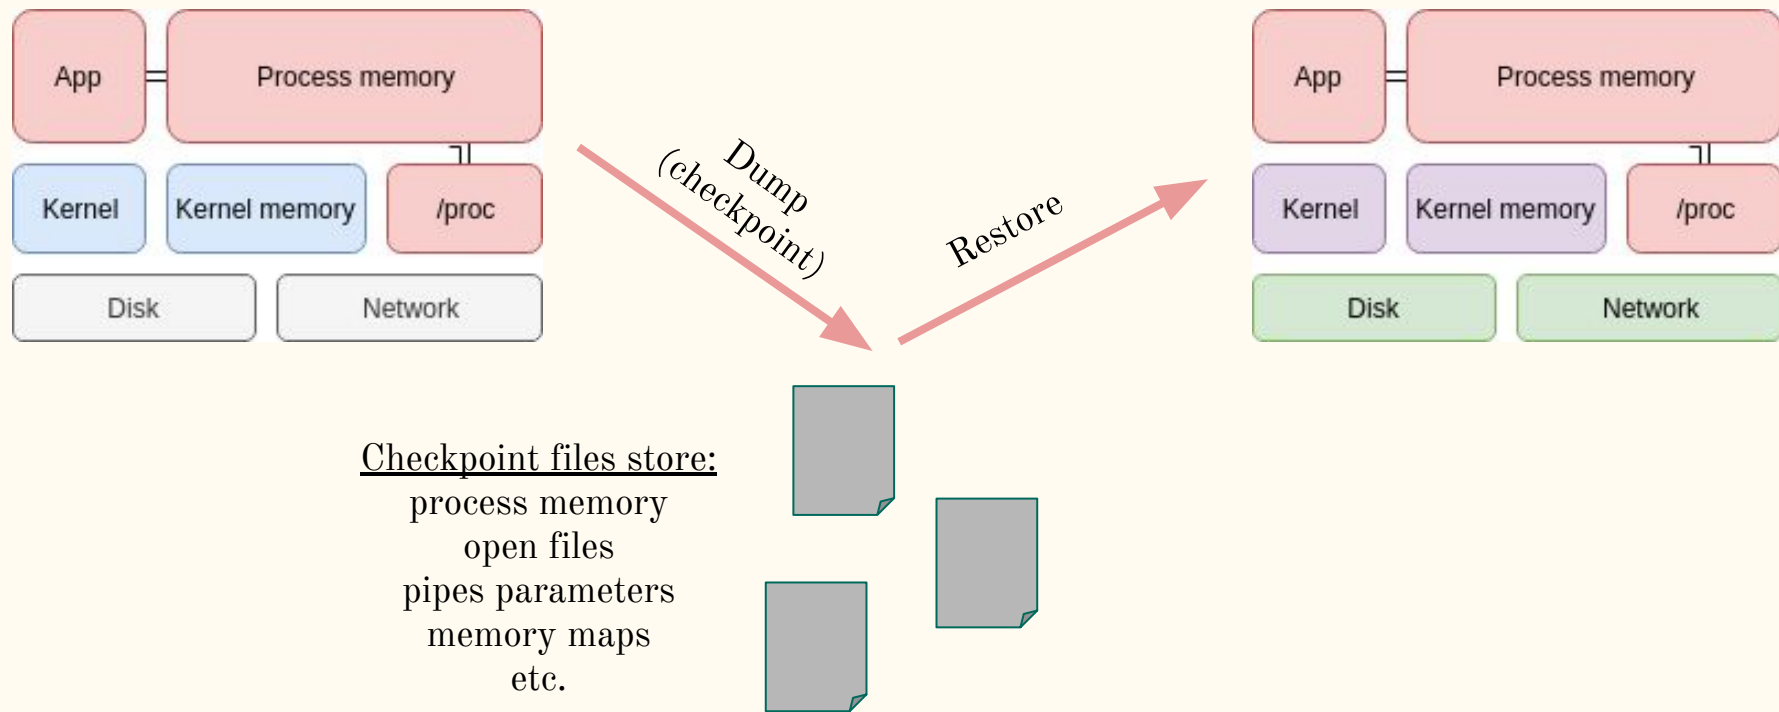 App
Process memory
Kernel
Kernel memory
/proc
Disk
Network
Dump
(checkpoint)
Restore
App
Process memory
Kernel
Kernel memory
/proc
Disk
Network
Checkpoint files store:
process memory
open files
pipes parameters
memory maps
etc.